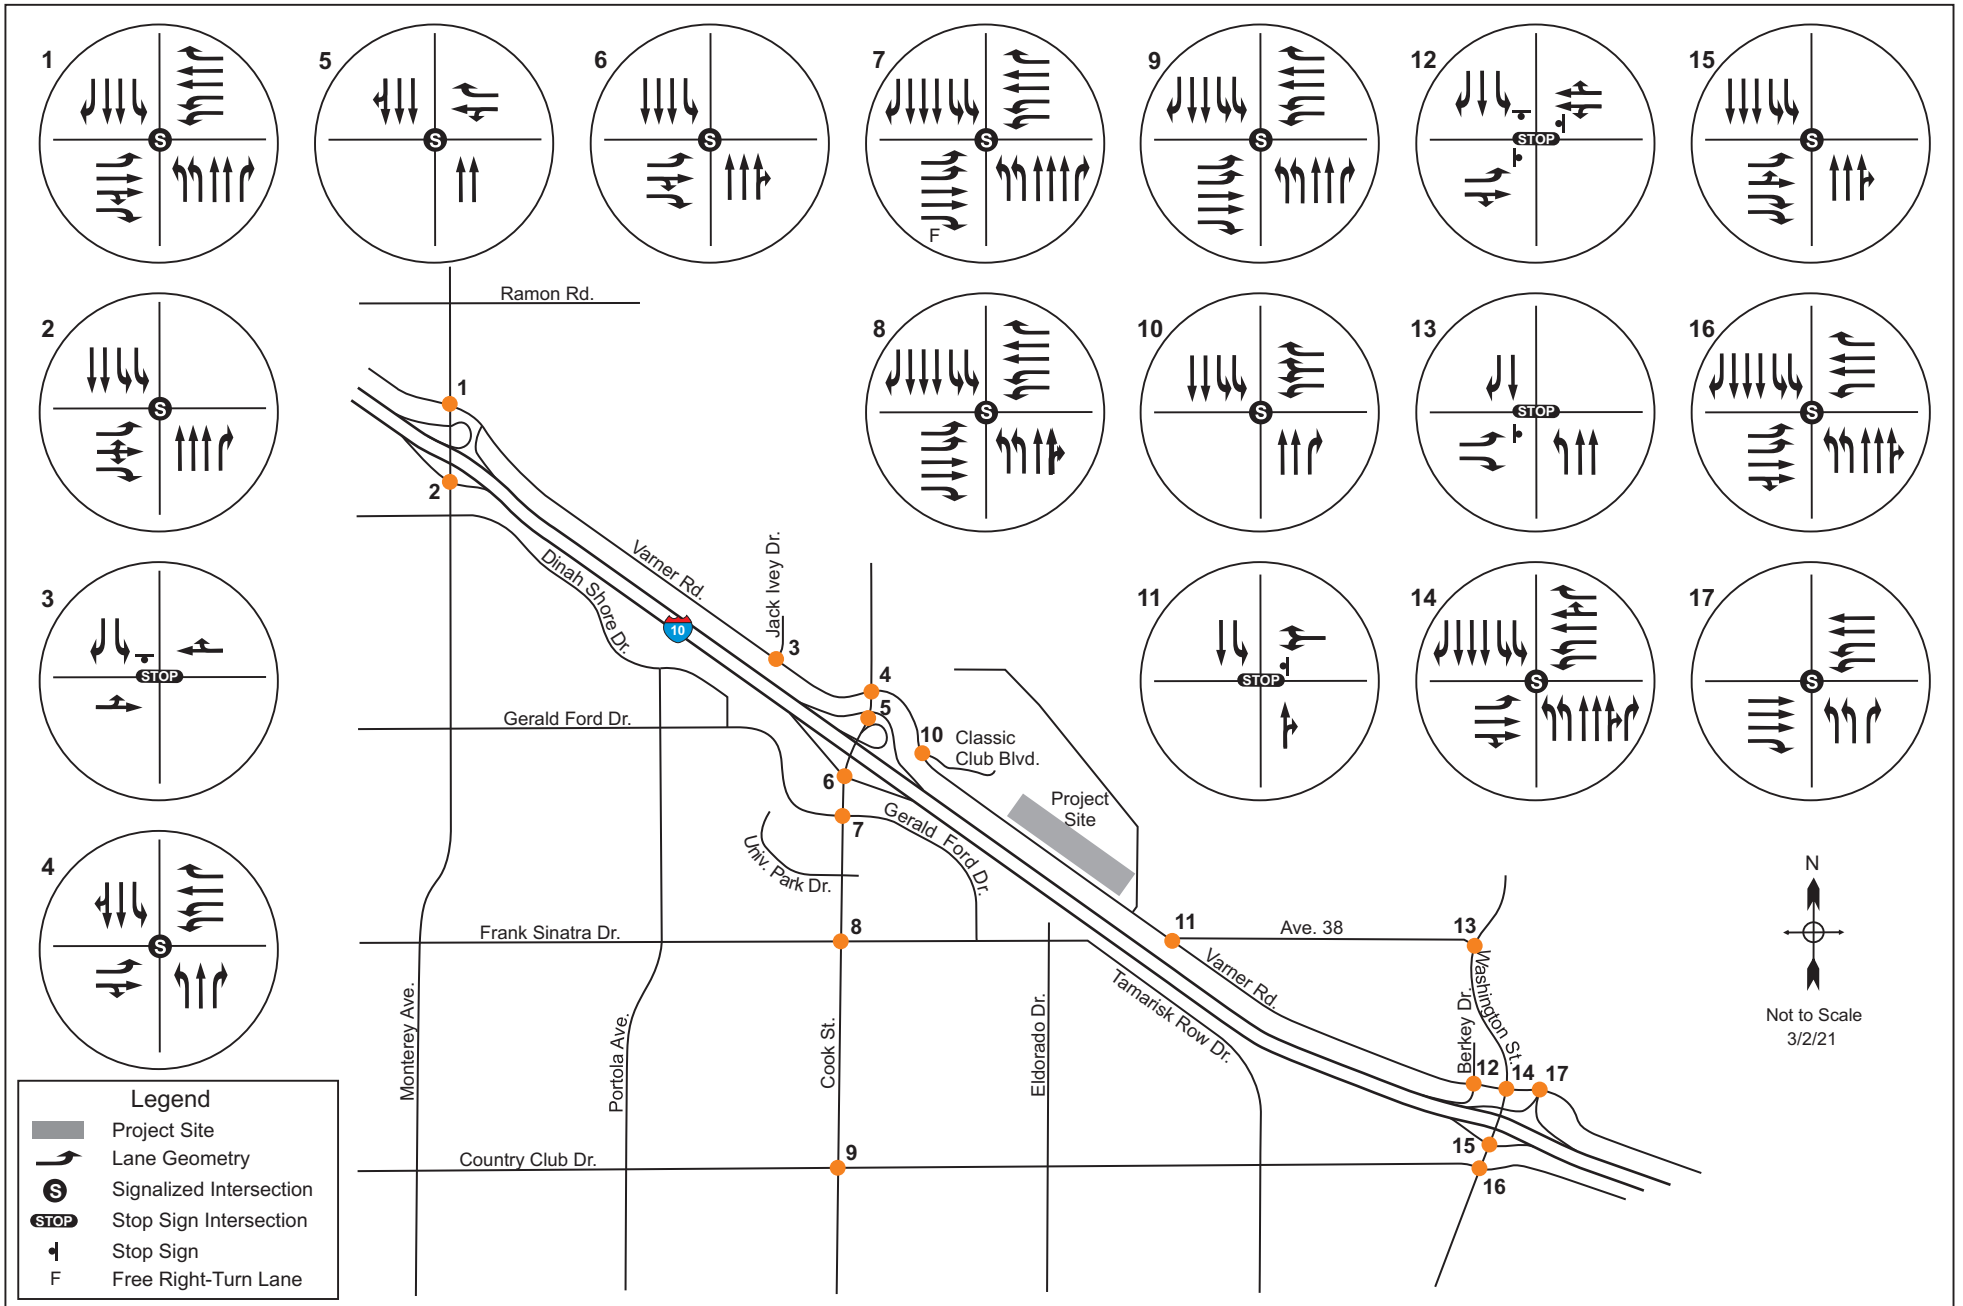 1
5
6
7
9
12
15
S
S
S
S
S
STOP
S
F
Ramon Rd.
2
8
10
13
16
S
S
S
STOP
S
1
2
Varner Rd.
Jack Ivey Dr.
Dinah Shore Dr.
10
3
11
14
17
STOP
STOP
S
S
3
4
5
10
Classic
Club Blvd.
Gerald Ford Dr.
6
7
Project
Site
Gerald Ford Dr.
Univ. Park Dr.
4
S
N
Not to Scale
3/2/21
Frank Sinatra Dr.
8
11
Ave. 38
13
Varner Rd.
Washington St.
Tamarisk Row Dr.
Monterey Ave.
Portola Ave.
Cook St.
Eldorado Dr.
Berkey Dr.
12
14
17
15
16
Country Club Dr.
9
Legend
Project Site
Lane Geometry
S
Signalized Intersection
STOP
Stop Sign Intersection
Stop Sign
F
Free Right-Turn Lane